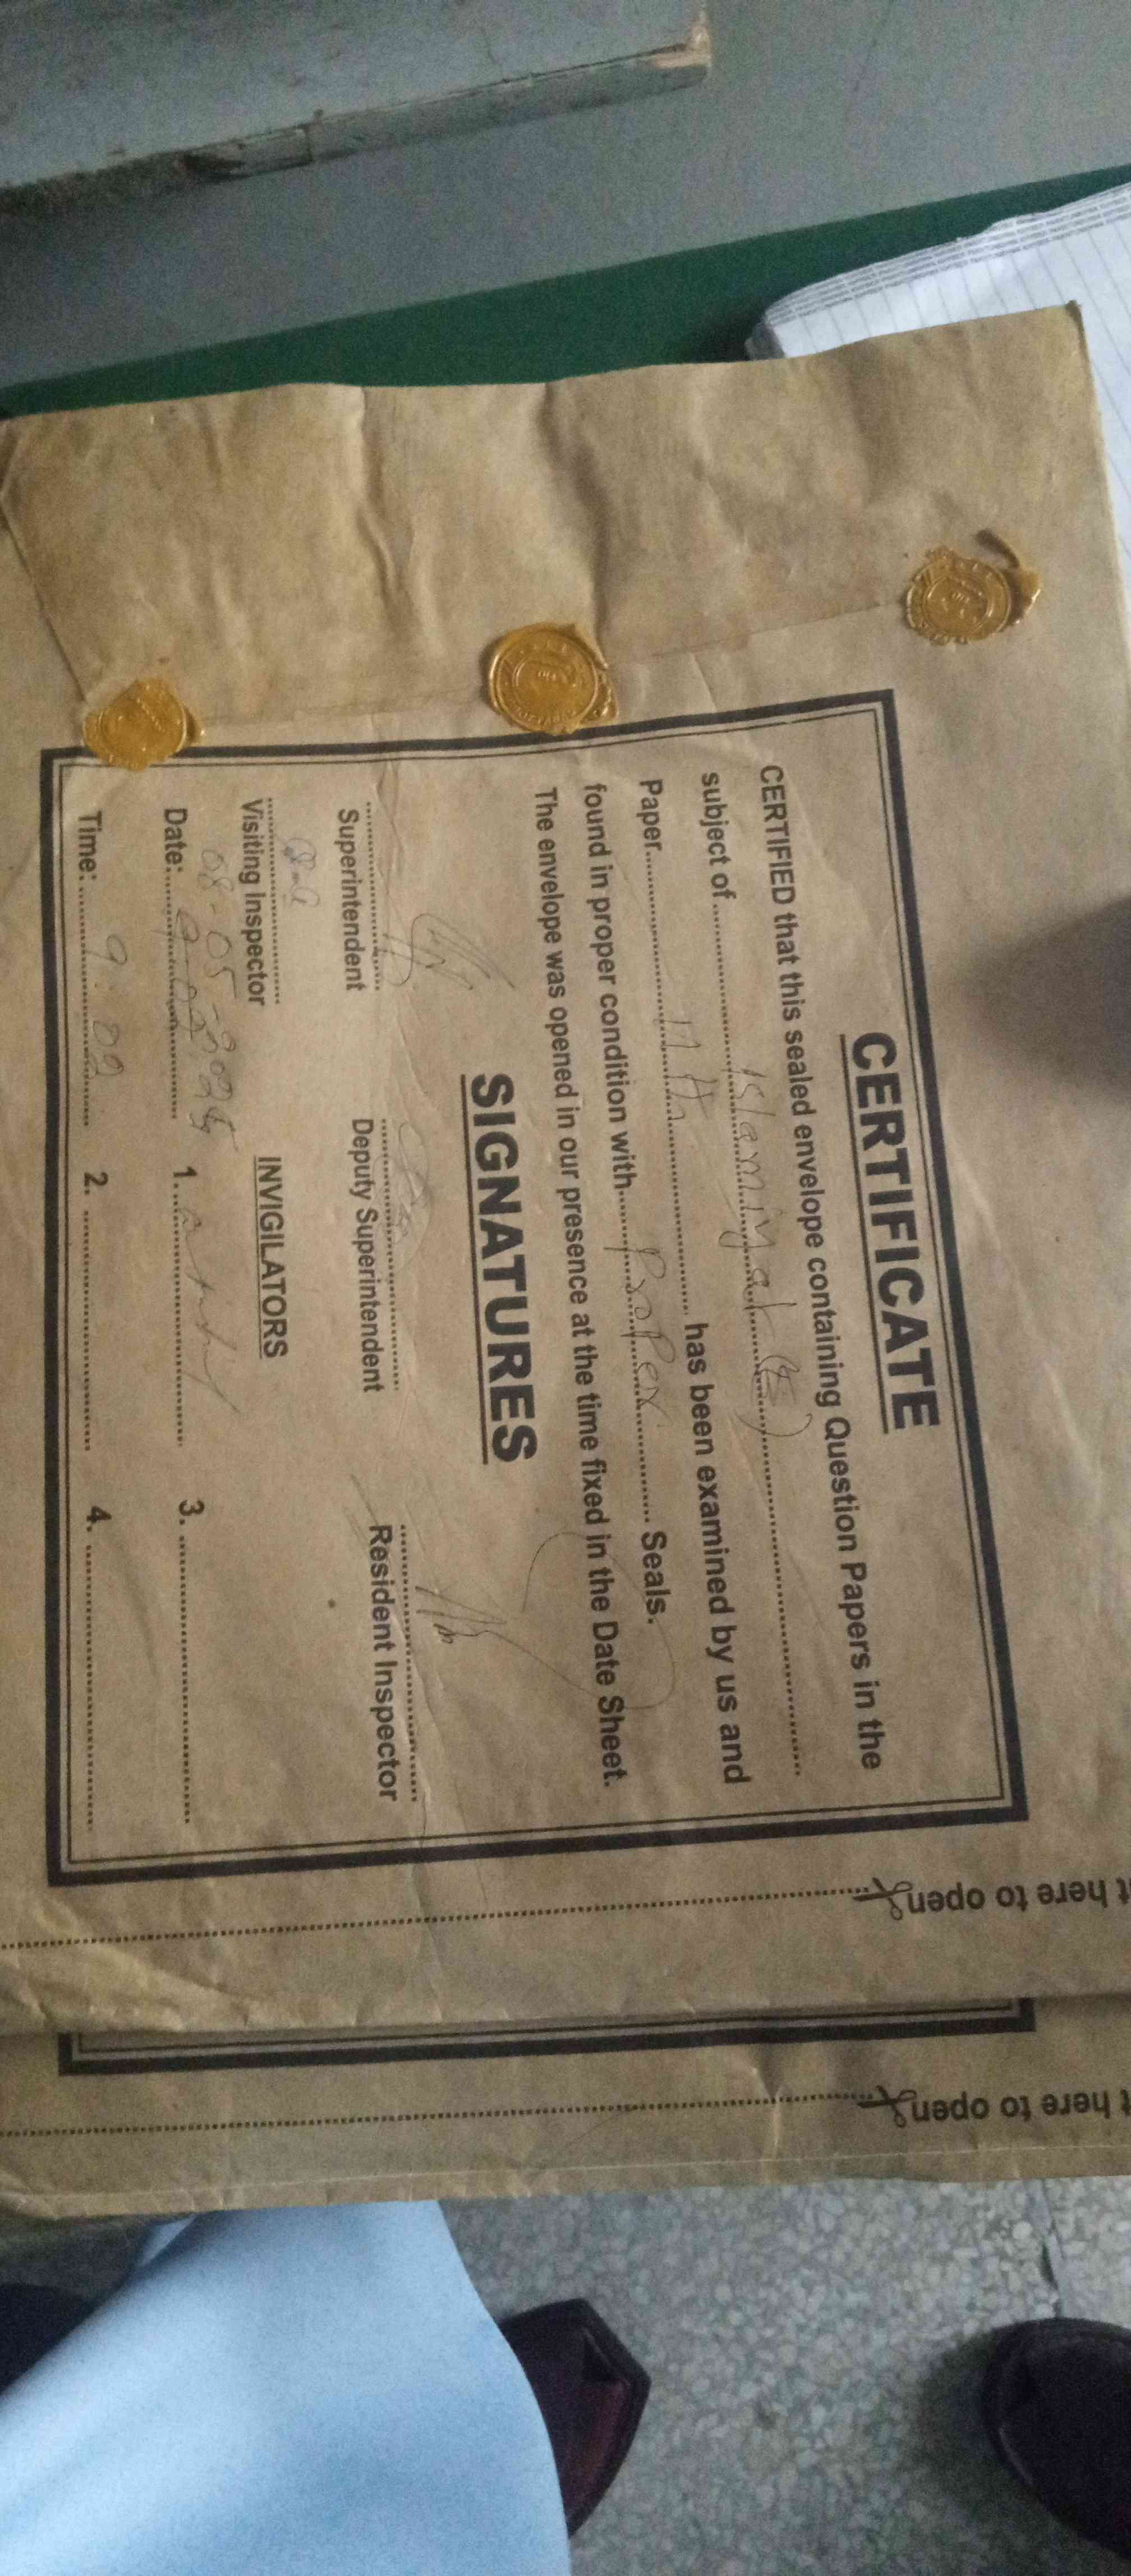 CERTIFICATE
CERTIFIED that this sealed envelope containing Question Papers in the
subject of Islamiyat (E)
Paper 11th has been examined by us and
found in proper condition with Proper Seals.
The envelope was opened in our presence at the time fixed in the Date Sheet.
SIGNATURES
Superintendent Deputy Superintendent Resident Inspector
Visiting Inspector
INVIGILATORS
08-05-2025
Date: 1. 3.
Time: 9:02 2. 4.
t here to open
t here to open